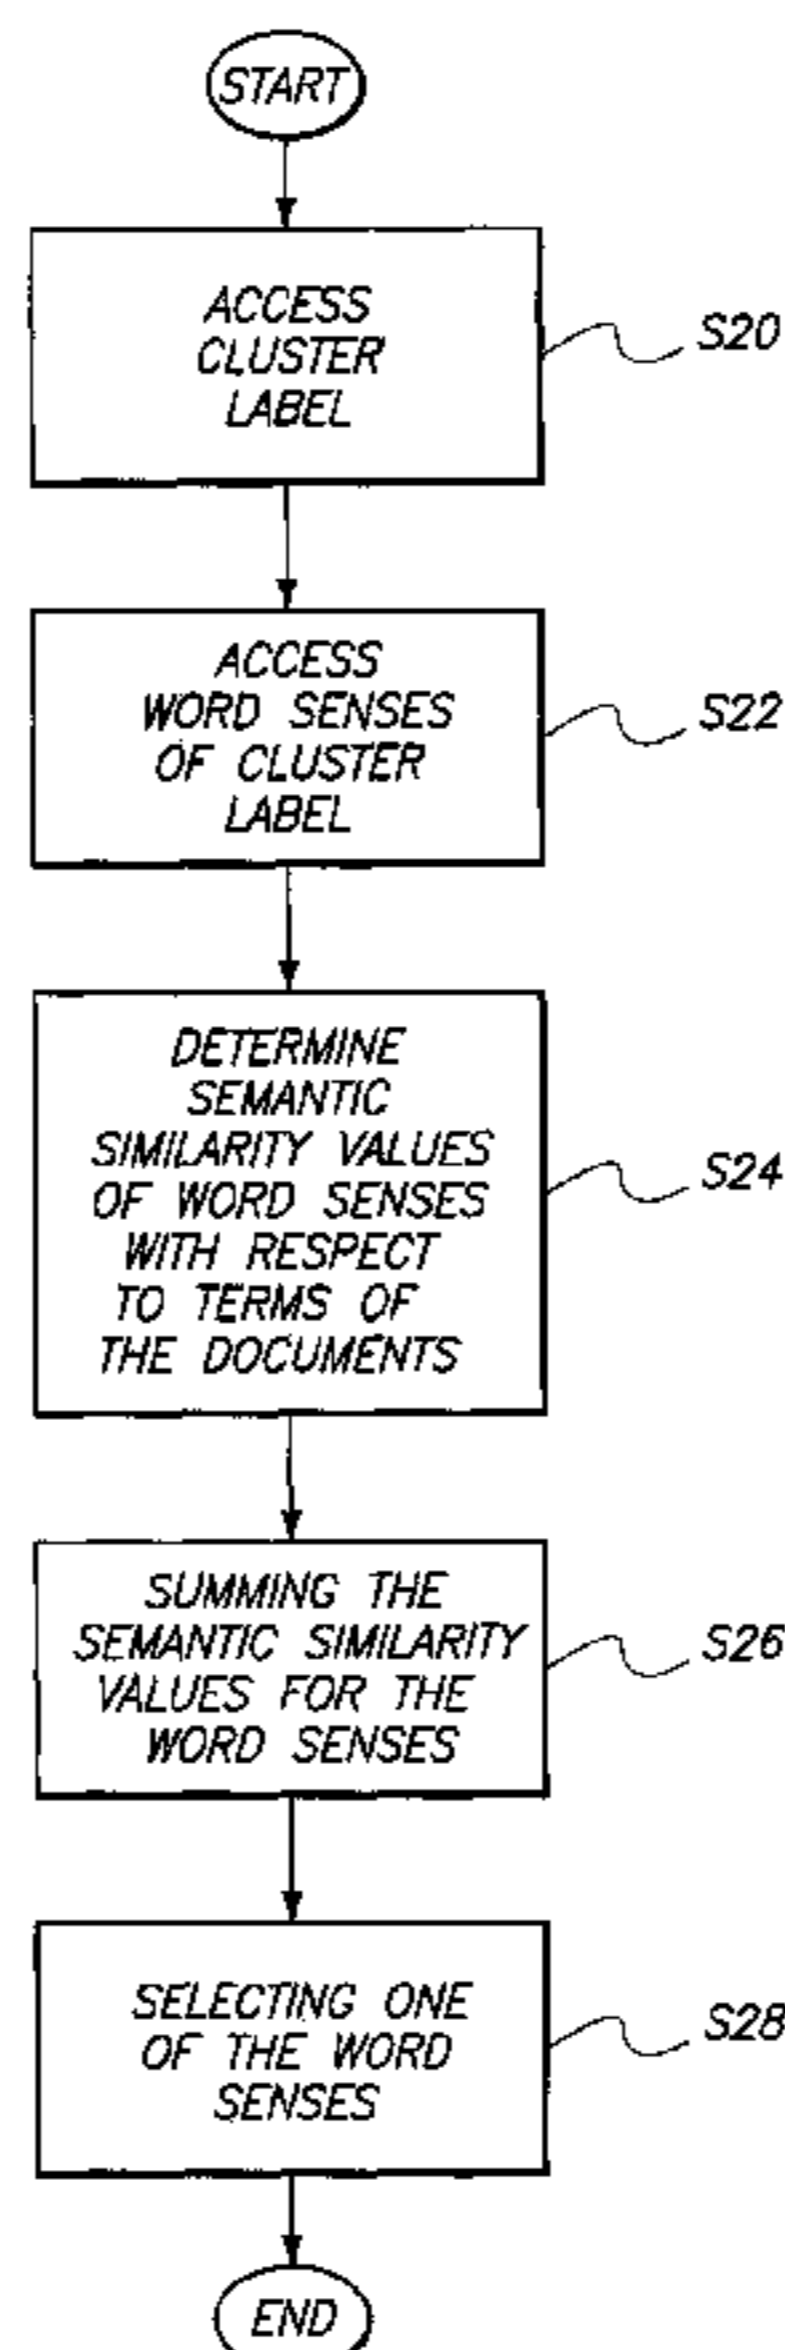 START
ACCESS
CLUSTER
LABEL
S20
ACCESS
WORD SENSES
OF CLUSTER
LABEL
S22
DETERMINE
SEMANTIC
SIMILARITY VALUES
OF WORD SENSES
WITH RESPECT
TO TERMS OF
THE DOCUMENTS
S24
SUMMING THE
SEMANTIC SIMILARITY
VALUES FOR THE
WORD SENSES
S26
SELECTING ONE
OF THE WORD
SENSES
S28
END